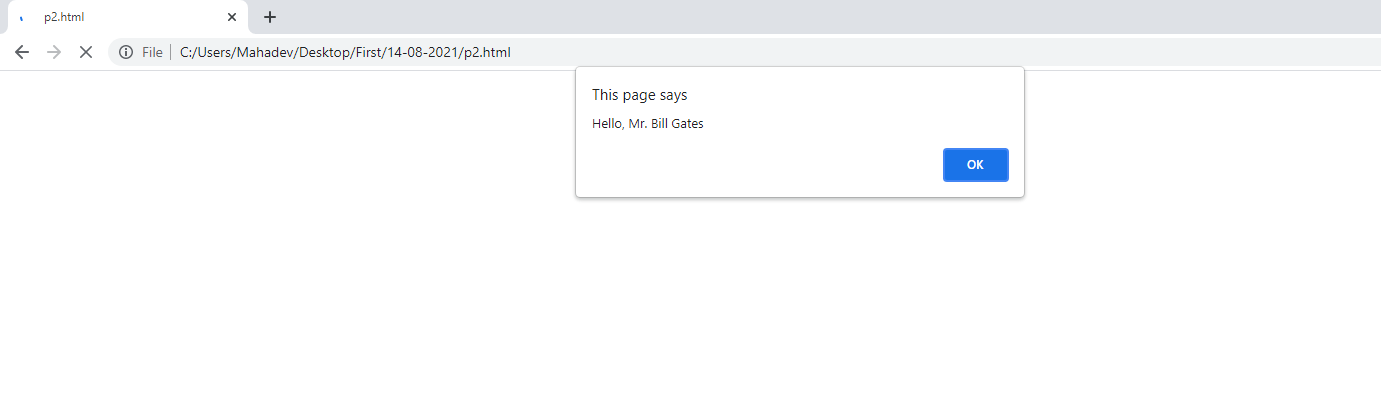 p2.html
File C:/Users/Mahadev/Desktop/First/14-08-2021/p2.html
This page says
Hello, Mr. Bill Gates
OK